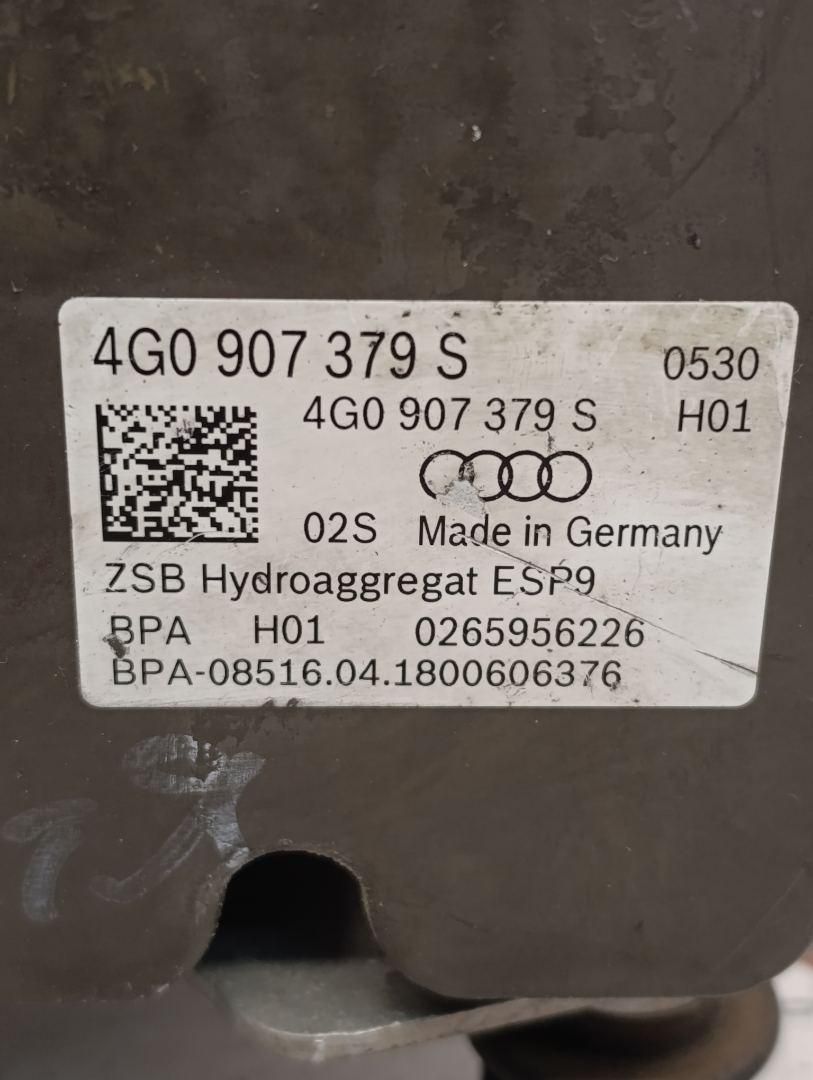 4G0 907 379 S 0530
4G0 907 379 S H01
02S Made in Germany
ZSB Hydroaggregat ESP9
BPA H01 0265956226
BPA-08516.04.1800606376